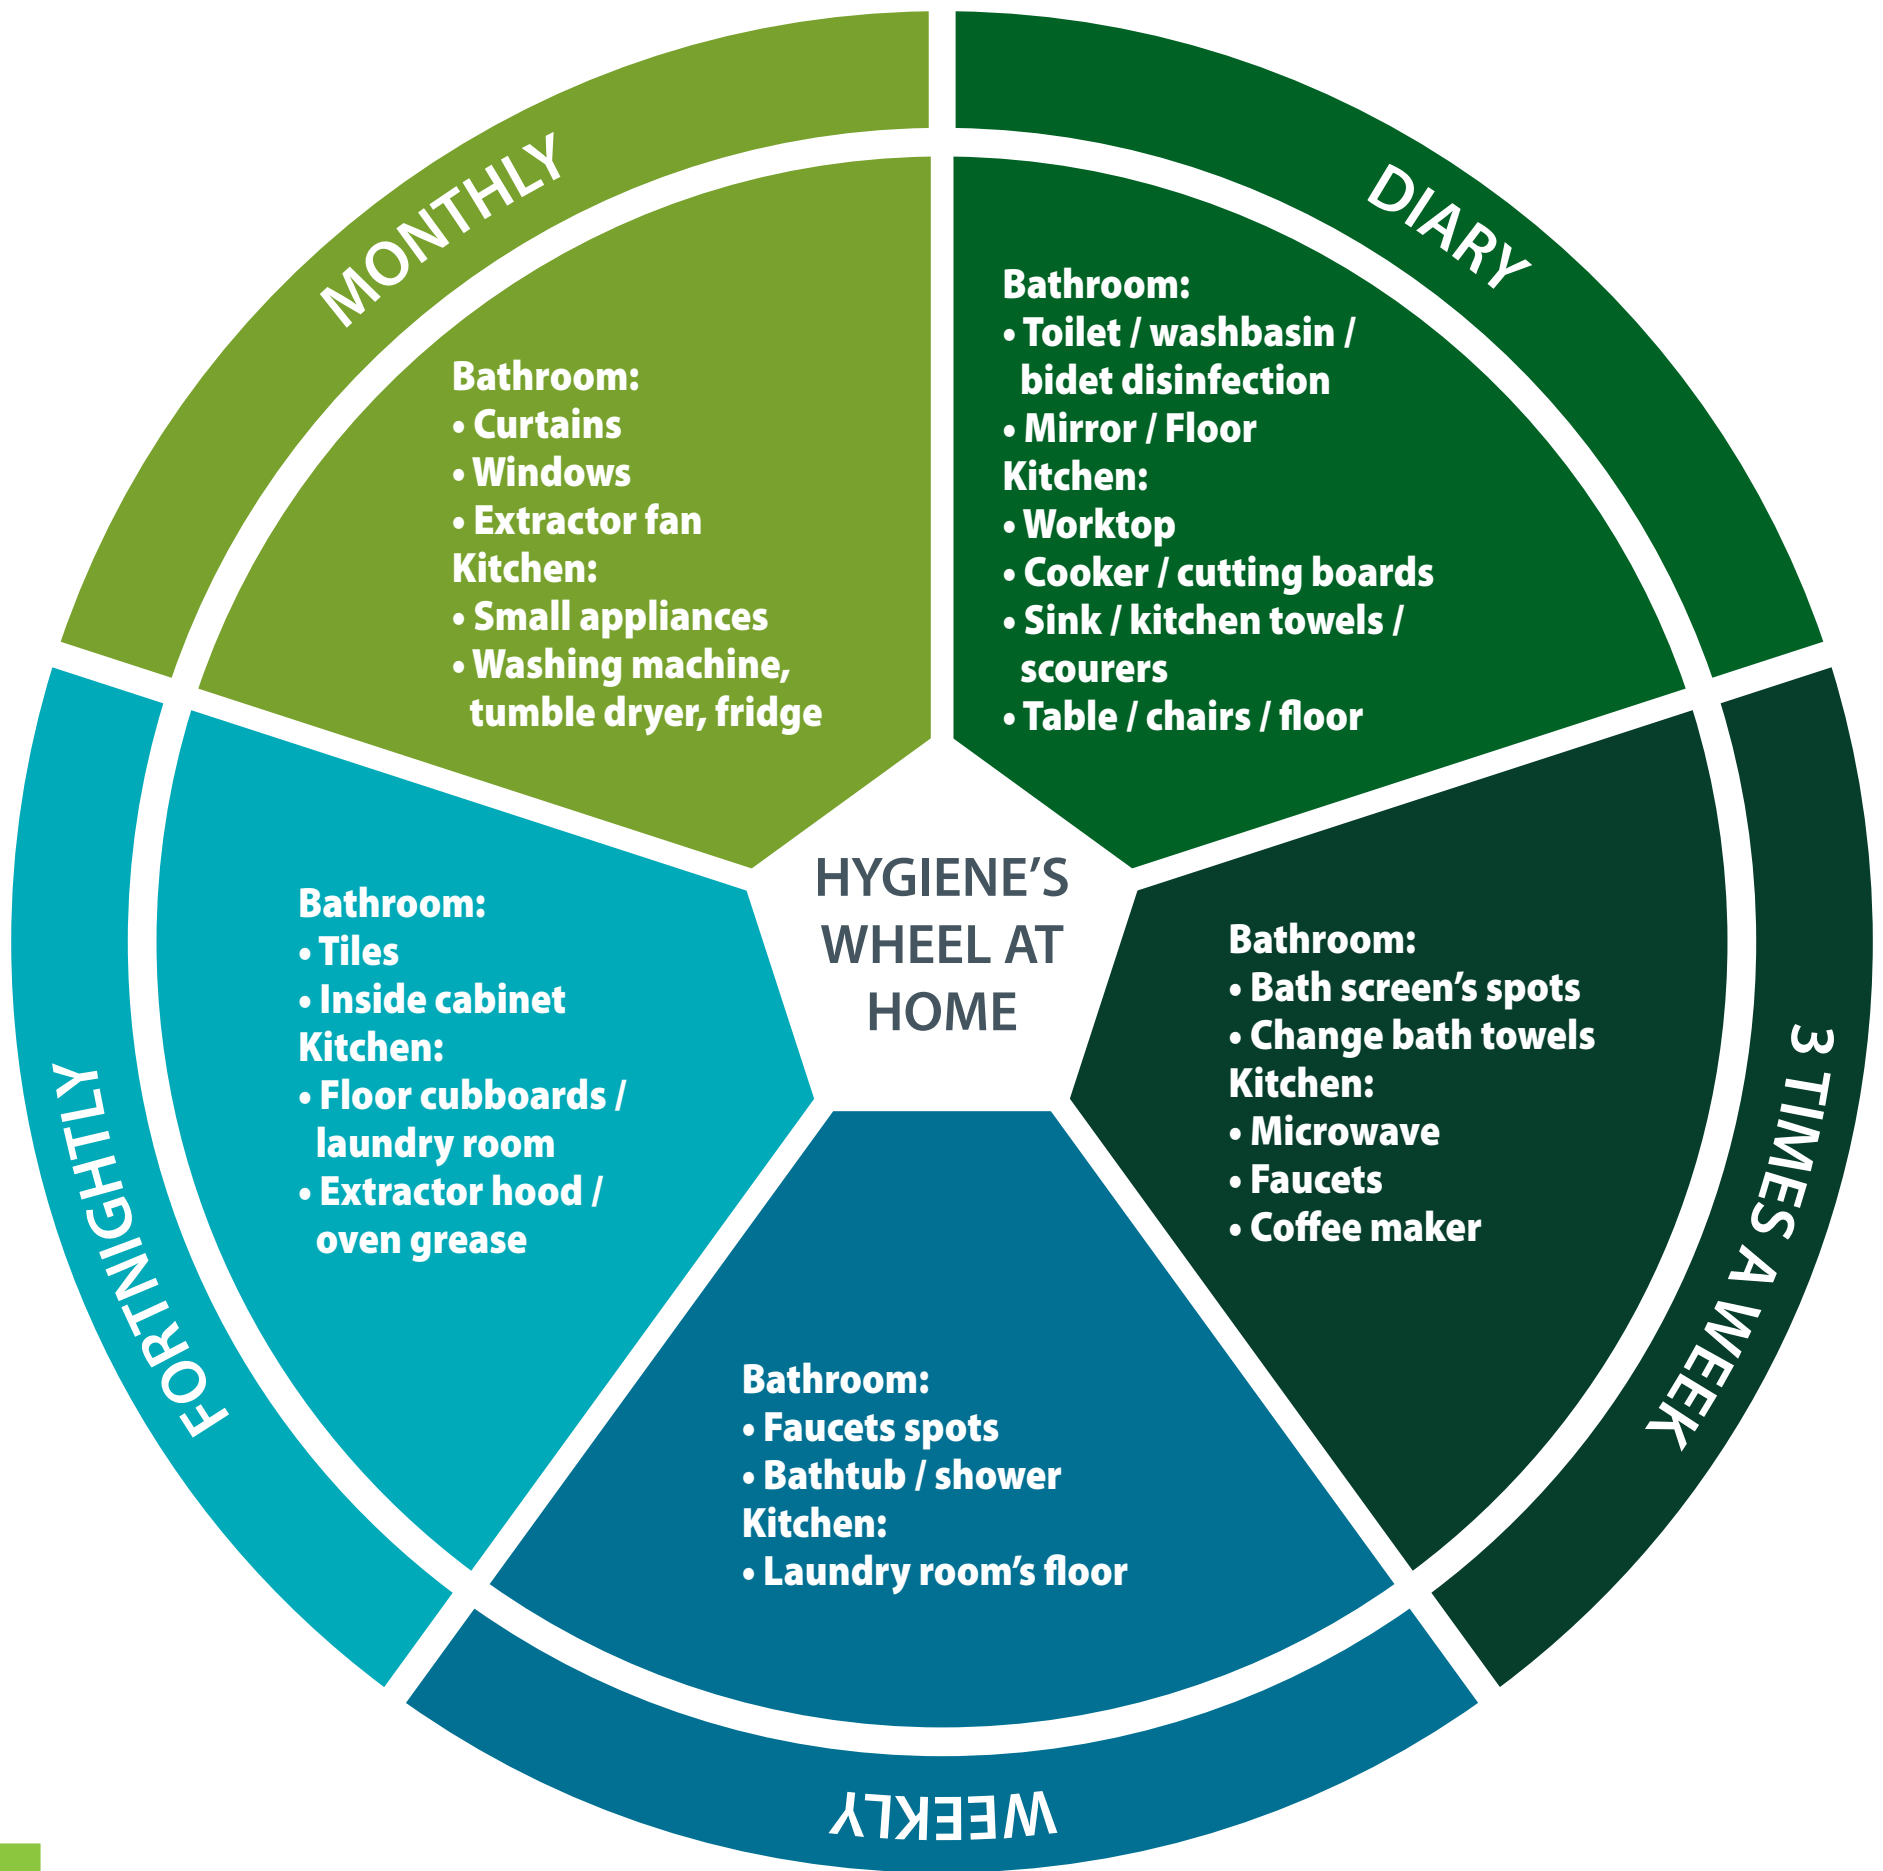 HYGIENE’S
WHEEL AT
HOME
DIARY
Bathroom:
• Toilet / washbasin /
bidet disinfection
• Mirror / Floor
Kitchen:
• Worktop
• Cooker / cutting boards
• Sink / kitchen towels /
scourers
• Table / chairs / floor
3 TIMES A WEEK
Bathroom:
• Bath screen’s spots
• Change bath towels
Kitchen:
• Microwave
• Faucets
• Coffee maker
WEEKLY
Bathroom:
• Faucets spots
• Bathtub / shower
Kitchen:
• Laundry room’s floor
FORTNIGHTLY
Bathroom:
• Tiles
• Inside cabinet
Kitchen:
• Floor cubboards /
laundry room
• Extractor hood /
oven grease
MONTHLY
Bathroom:
• Curtains
• Windows
• Extractor fan
Kitchen:
• Small appliances
• Washing machine,
tumble dryer, fridge